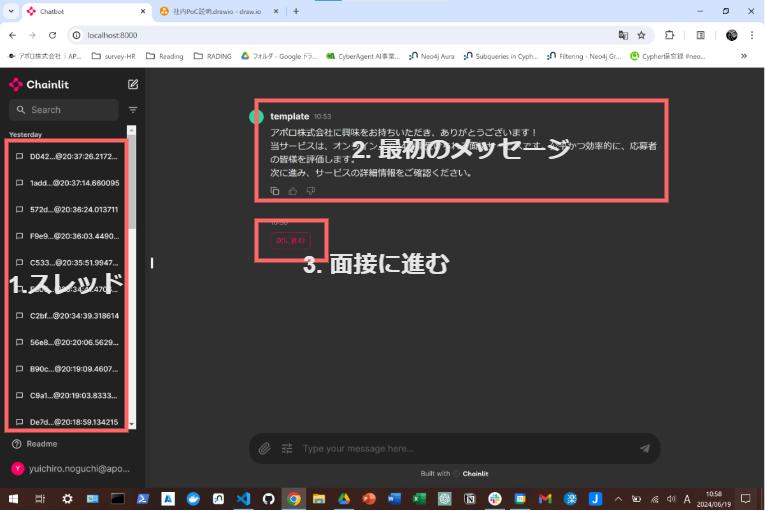 Chatbot
社内PoC説明.drawio - draw.io
localhost:8000
アポロ株式会社 | AP...
survey-HR
Reading
RADING
フォルダ - Google ドラ...
CyberAgent AI事業...
Neo4j Aura
Subqueries in Cyph...
Filtering - Neo4j Gr...
Cypher備忘録 #neo...
Chainlit
Search
Yesterday
D042...@20:37:26.2172...
1add...@20:37:14.660095
572d...@20:36:24.013711
F9e9...@20:36:03.4490...
C533...@20:35:51.9947...
1.スレッド
C2bf...@20:34:39.318614
56e8...@20:20:06.5629...
B90c...@20:19:09.4607...
C9a1...@20:19:03.8333...
De7d...@20:18:59.134215
Readme
Y
yuichiro.noguchi@apo...
template 10:53
アポロ株式会社に興味をお持ちいただき、ありがとうございます！
当サービスは、オンライン
2. 最初のメッセージ
かつ効率的に、応募者
の皆様を評価します。
次に進み、サービスの詳細情報をご確認ください。
次に進む
3. 面接に進む
Type your message here...
Built with Chainlit
A
10:58
2024/06/19